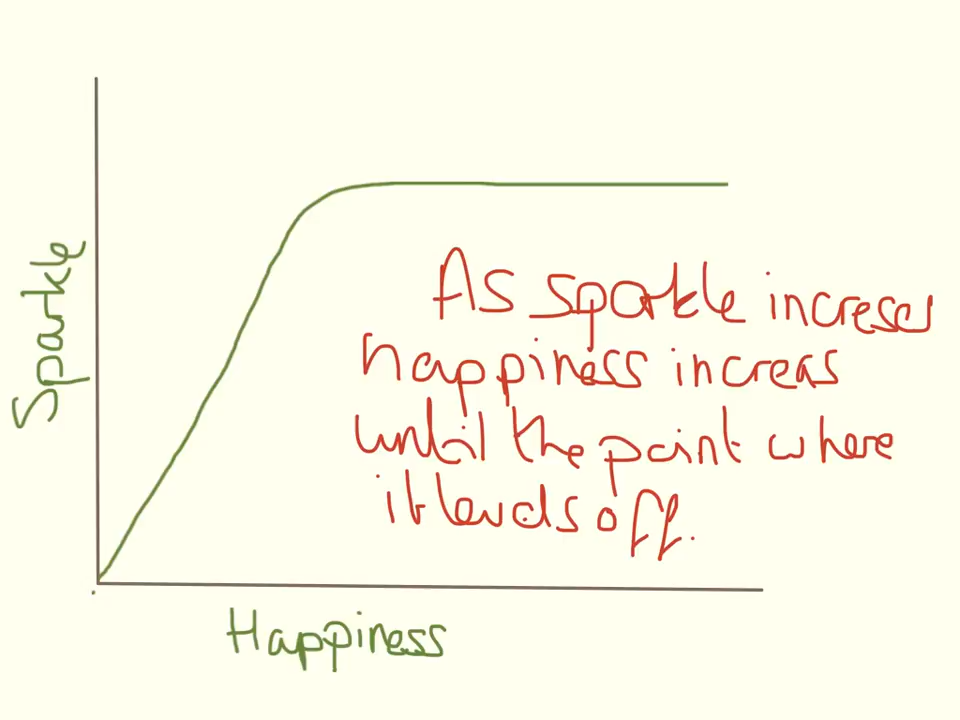 Sparkle
As sparkle increses
happiness increas
until the point where
it levels off.
Happiness